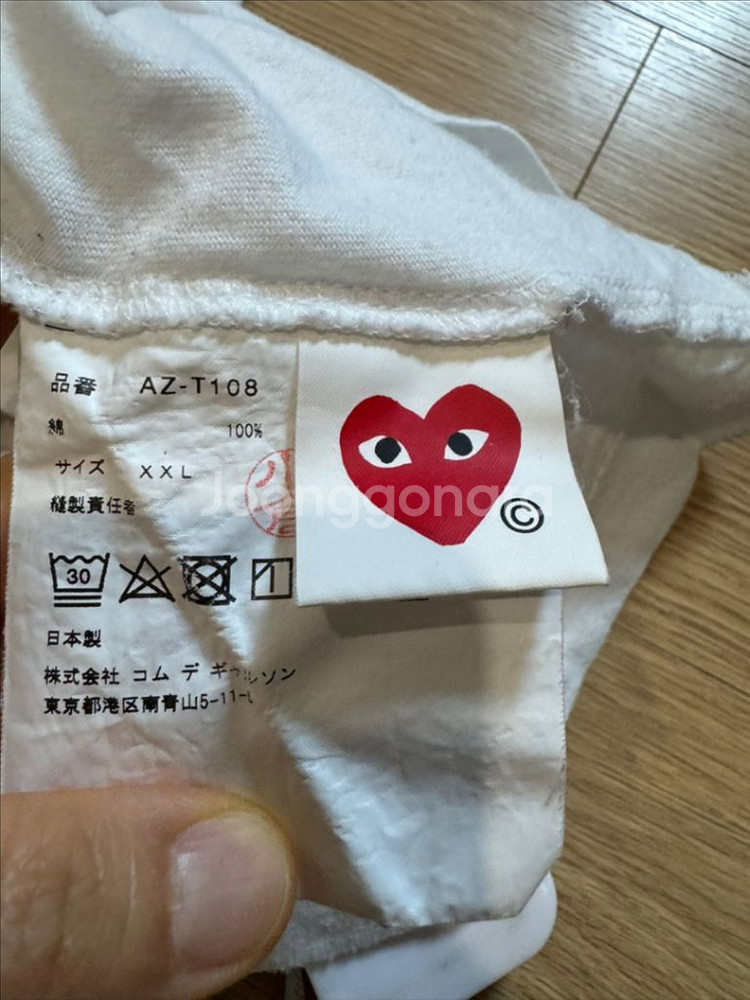 品番 AZ-T108
綿 100%
サイズ XXL
縫製責任者
Joonggonara
©
30
日本製
株式会社 コム デ ギャルソン
東京都港区南青山5-11-